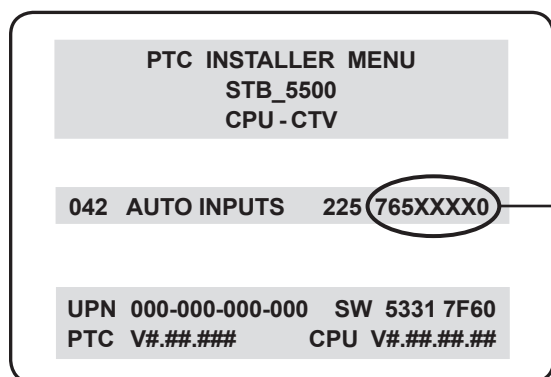 PTC INSTALLER MENU
STB_5500
CPU - CTV
042 AUTO INPUTS 225 765XXXX0
UPN 000-000-000-000 SW 5331 7F60
PTC V#.##.### CPU V#.##.##.##